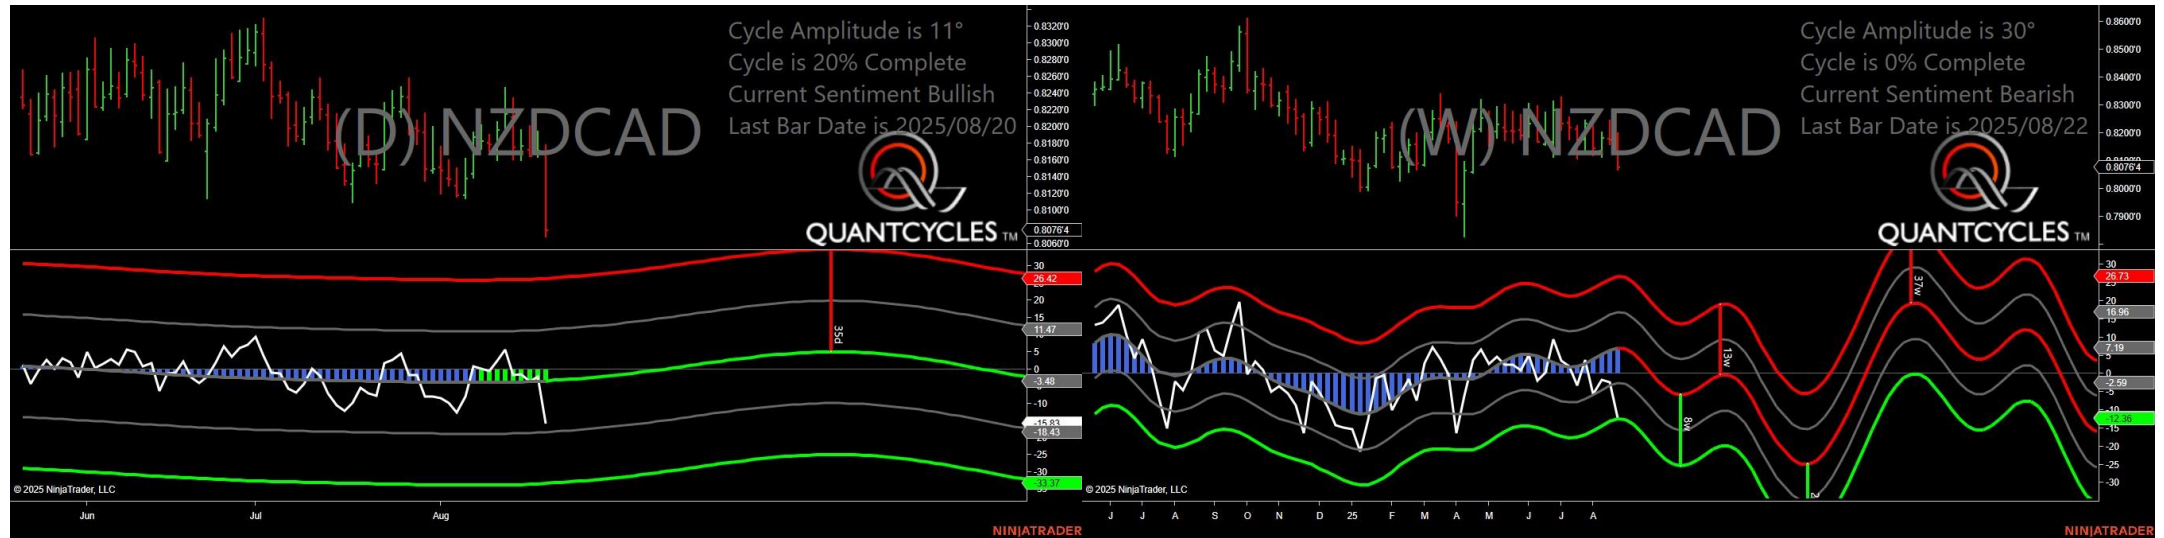 Cycle Amplitude is 11°
Cycle is 20% Complete
Current Sentiment Bullish
Last Bar Date is 2025/08/20
(D) NZDCAD
QUANTCYCLES TM
0.8320'0
0.8300'0
0.8280'0
0.8260'0
0.8240'0
0.8220'0
0.8200'0
0.8180'0
0.8160'0
0.8140'0
0.8120'0
0.8100'0
0.8076'4
0.8060'0
35d
30
26.42
20
15
11.47
5
0
-3.48
-10
-15.83
-18.43
-25
-30
-33.37
© 2025 NinjaTrader, LLC
Jun Jul Aug
NINJATRADER
Cycle Amplitude is 30°
Cycle is 0% Complete
Current Sentiment Bearish
Last Bar Date is 2025/08/22
(W) NZDCAD
QUANTCYCLES TM
0.8600'0
0.8500'0
0.8400'0
0.8300'0
0.8200'0
0.8100'0
0.8076'4
0.8000'0
0.7900'0
37w
13w
8w
30
26.73
20
16.96
7.19
5
0
-2.59
-5
-12.36
-15
-20
-25
-30
© 2025 NinjaTrader, LLC
J J A S O N D 25 F M A M J J A
NINJATRADER